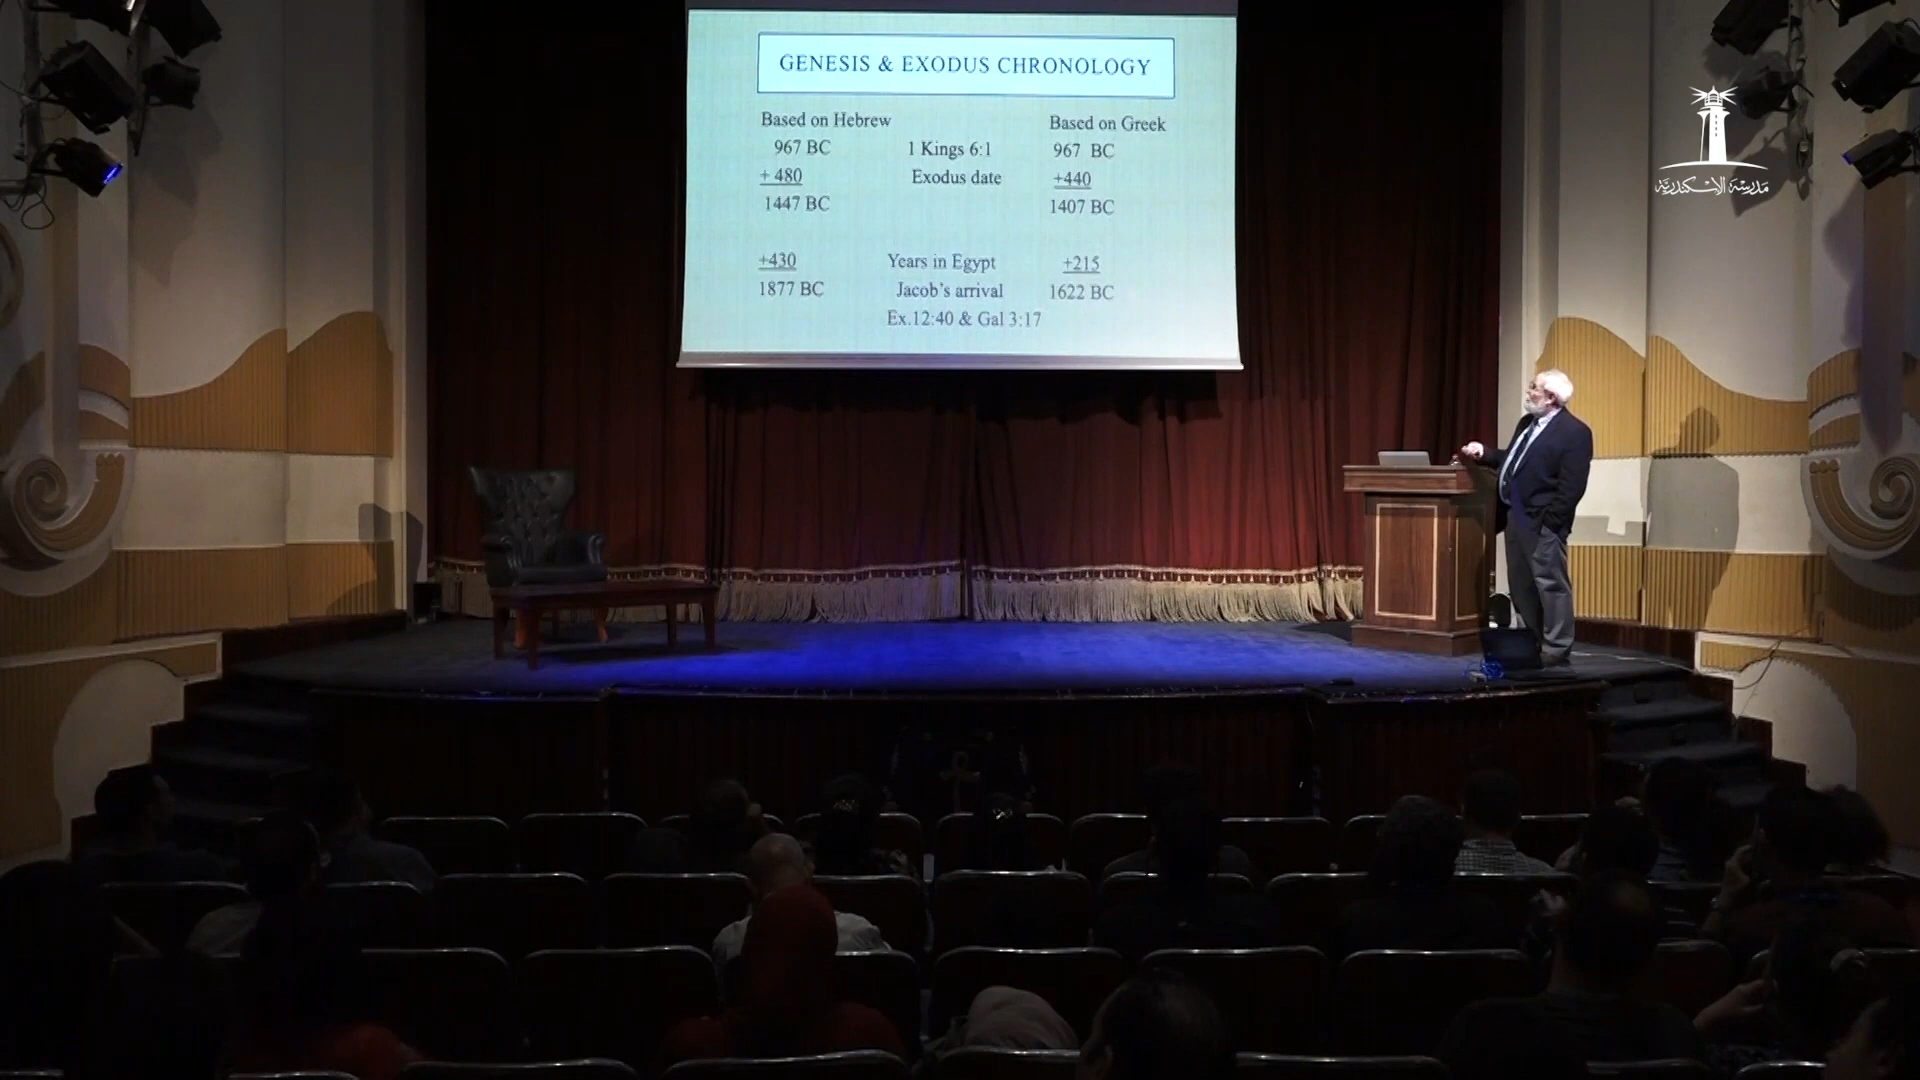 GENESIS & EXODUS CHRONOLOGY
Based on Hebrew Based on Greek
967 BC 1 Kings 6:1 967 BC
+ 480 Exodus date +440
1447 BC 1407 BC
+430 Years in Egypt +215
1877 BC Jacob's arrival 1622 BC
Ex.12:40 & Gal 3:17
مدرسة الإسكندرية